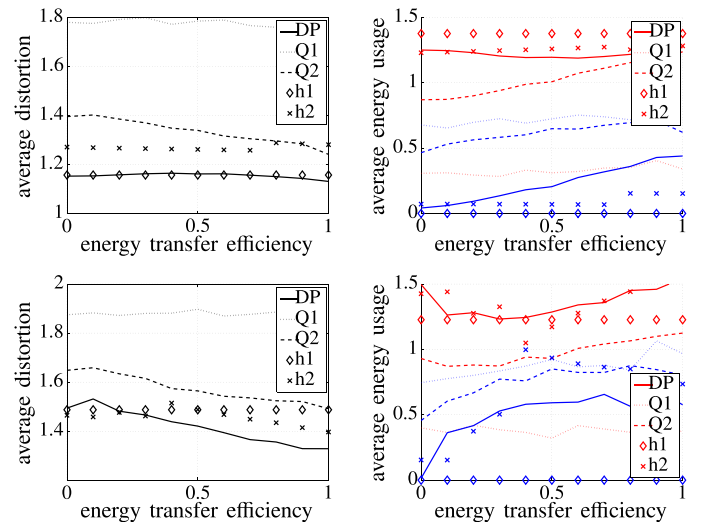 1.8
1.6
1.4
1.2
1
0
0.5
1
average distortion
energy transfer efficiency
DP
Q1
Q2
h1
h2
1.5
1
0.5
0
0
0.5
1
average energy usage
energy transfer efficiency
DP
Q1
Q2
h1
h2
2
1.8
1.6
1.4
0
0.5
1
average distortion
energy transfer efficiency
DP
Q1
Q2
h1
h2
1.5
1
0.5
0
0
0.5
1
average energy usage
energy transfer efficiency
DP
Q1
Q2
h1
h2